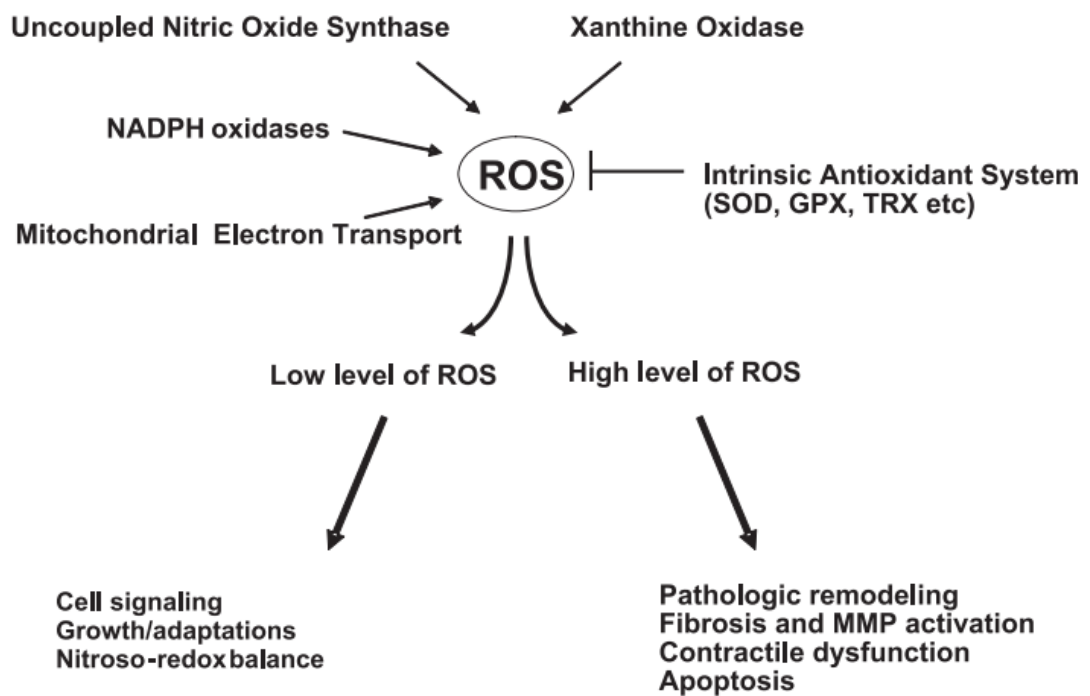 Uncoupled Nitric Oxide Synthase
Xanthine Oxidase
NADPH oxidases
ROS
Intrinsic Antioxidant System
(SOD, GPX, TRX etc)
Mitochondrial Electron Transport
Low level of ROS
High level of ROS
Cell signaling
Growth/adaptations
Nitroso-redox balance
Pathologic remodeling
Fibrosis and MMP activation
Contractile dysfunction
Apoptosis